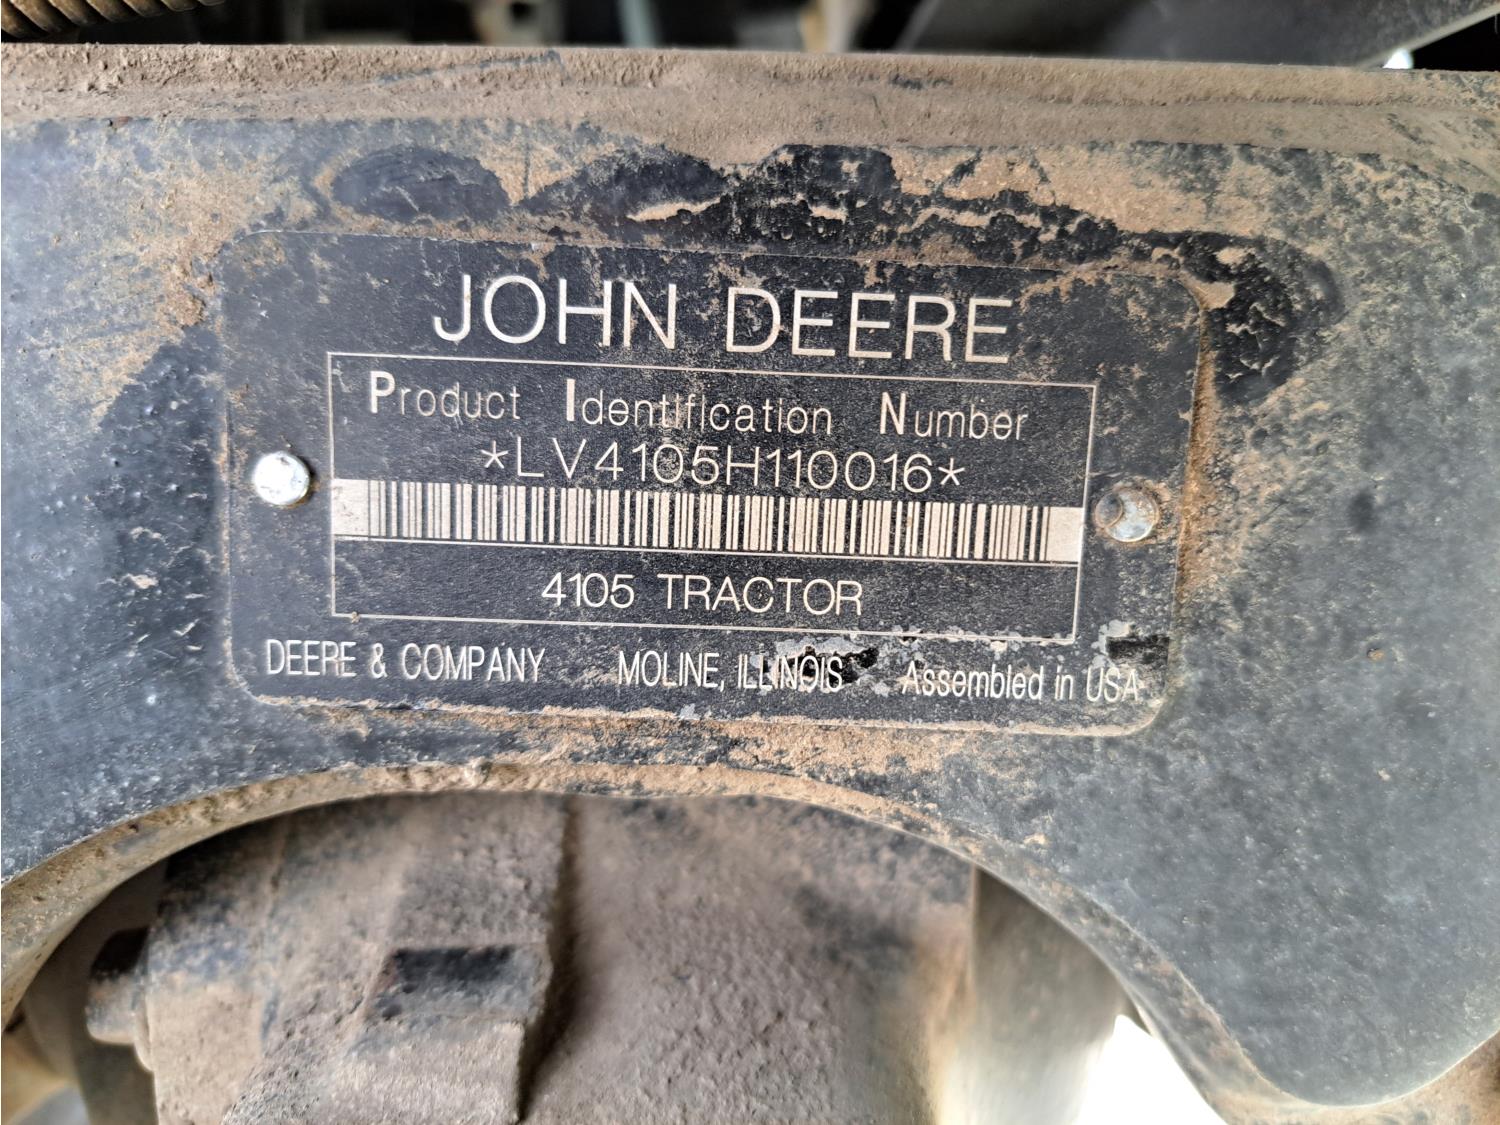 JOHN DEERE
Product Identification Number
*LV4105H110016*
4105 TRACTOR
DEERE & COMPANY MOLINE, ILLINOIS Assembled in USA